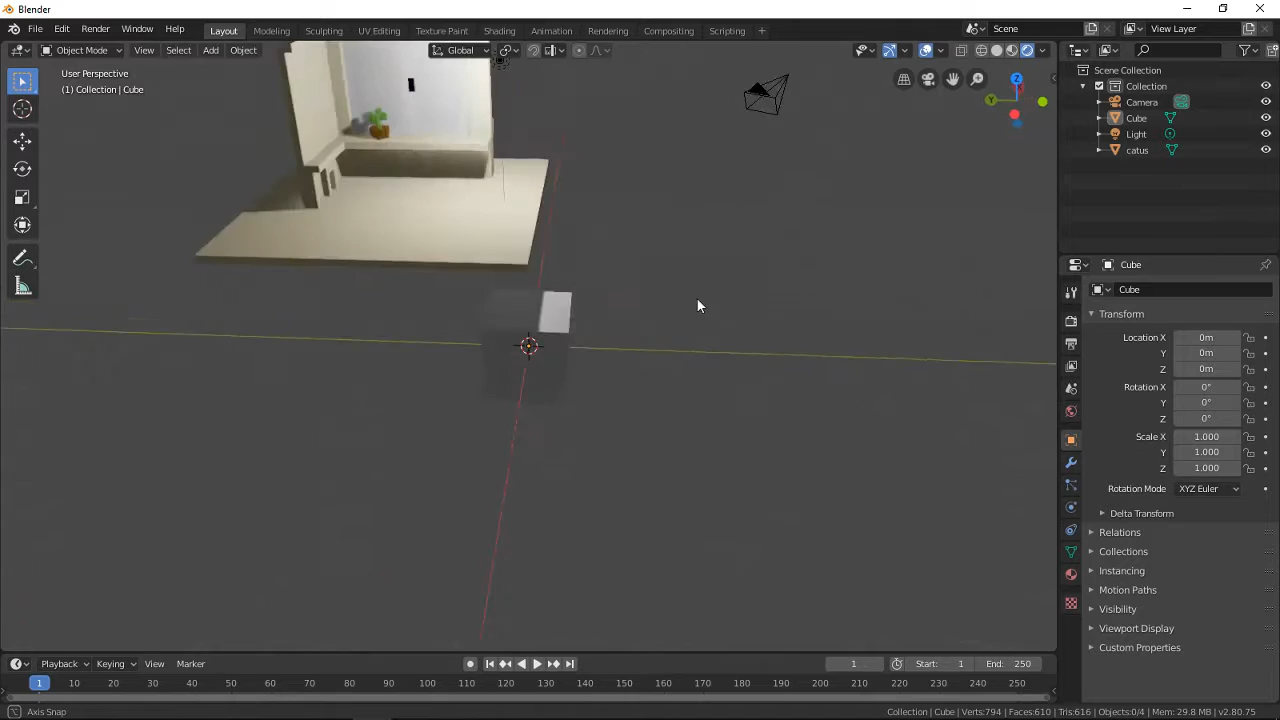 Blender
File Edit Render Window Help Layout Modeling Sculpting UV Editing Texture Paint Shading Animation Rendering Compositing Scripting + Scene View Layer
Object Mode View Select Add Object Global
User Perspective
(1) Collection | Cube
Z
Y
Scene Collection
Collection
Camera
Cube
Light
catus
Cube
Cube
Transform
Location X 0m
Y 0m
Z 0m
Rotation X 0°
Y 0°
Z 0°
Scale X 1.000
Y 1.000
Z 1.000
Rotation Mode XYZ Euler
Delta Transform
Relations
Collections
Instancing
Motion Paths
Visibility
Viewport Display
Custom Properties
Playback Keying View Marker 1 Start: 1 End: 250
1 10 20 30 40 50 60 70 80 90 100 110 120 130 140 150 160 170 180 190 200 210 220 230 240 250
Axis Snap Collection | Cube | Verts:794 | Faces:610 | Tris:616 | Objects:0/4 | Mem: 29.8 MB | v2.80.75